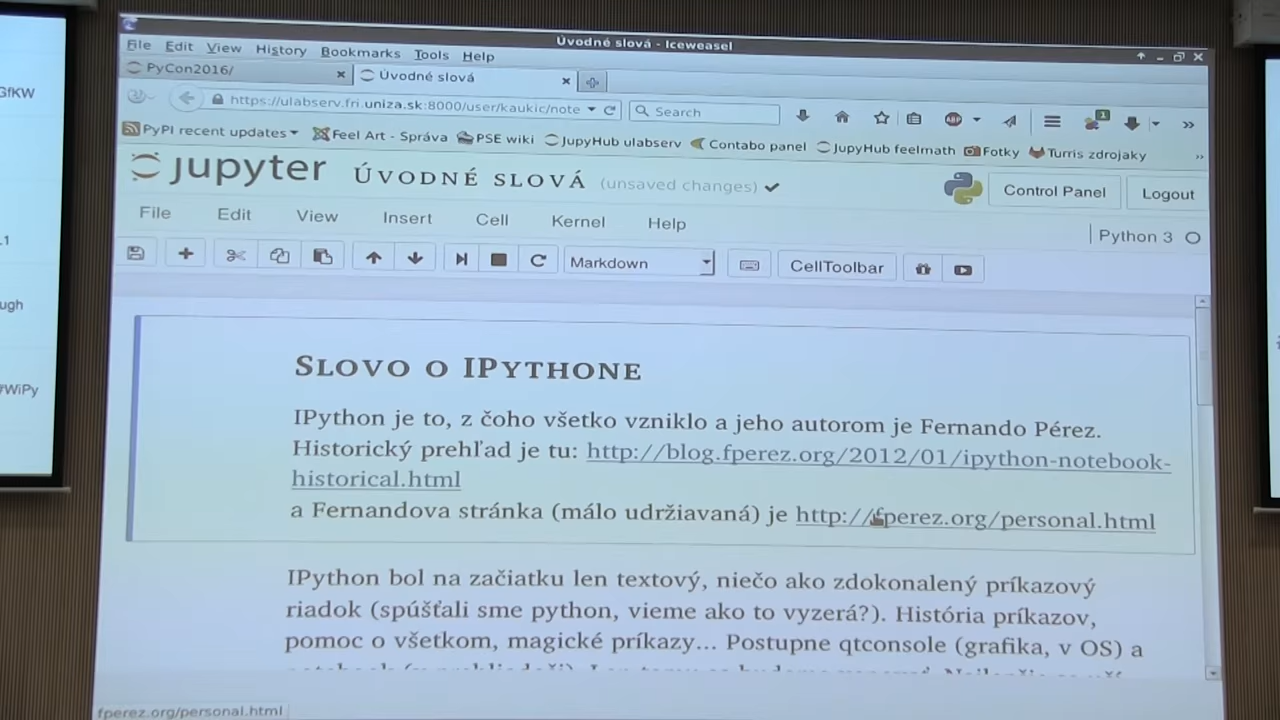 Úvodné slová - Iceweasel
File Edit View History Bookmarks Tools Help
PyCon2016/ Úvodné slová
https://ulabserv.fri.uniza.sk:8000/user/kaukic/note Search
PyPI recent updates Feel Art - Správa PSE wiki JupyHub ulabserv Contabo panel JupyHub feelmath Fotky Turris zdrojaky
jupyter Úvodné slová (unsaved changes) Control Panel Logout
File Edit View Insert Cell Kernel Help
Python 3
Markdown CellToolbar
Slovo o IPythone
IPython je to, z čoho všetko vzniklo a jeho autorom je Fernando Pérez.
Historický prehľad je tu: http://blog.fperez.org/2012/01/ipython-notebook-
historical.html
a Fernandova stránka (málo udržiavaná) je http://fperez.org/personal.html
IPython bol na začiatku len textový, niečo ako zdokonalený príkazový
riadok (spúšťali sme python, vieme ako to vyzerá?). História príkazov,
pomoc o všetkom, magické príkazy... Postupne qtconsole (grafika, v OS) a
fperez.org/personal.html
GfKW
.1
ugh
WiPy